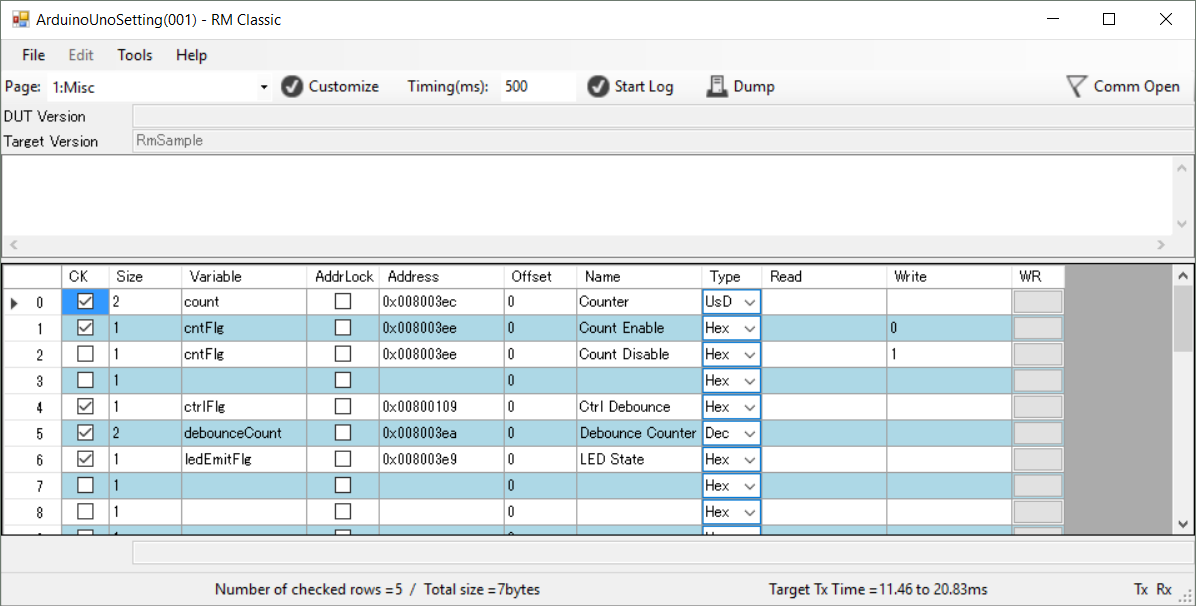 ArduinoUnoSetting(001) - RM Classic
File Edit Tools Help
Page: 1:Misc Customize Timing(ms): 500 Start Log Dump Comm Open
DUT Version
Target Version RmSample
CK Size Variable AddrLock Address Offset Name Type Read Write WR
0 2 count 0x008003ec 0 Counter UsD
1 1 cntFlg 0x008003ee 0 Count Enable Hex 0
2 1 cntFlg 0x008003ee 0 Count Disable Hex 1
3 1 0 Hex
4 1 ctrlFlg 0x00800109 0 Ctrl Debounce Hex
5 2 debounceCount 0x008003ea 0 Debounce Counter Dec
6 1 ledEmitFlg 0x008003e9 0 LED State Hex
7 1 0 Hex
8 1 0 Hex
Number of checked rows =5 / Total size =7bytes Target Tx Time =11.46 to 20.83ms Tx Rx